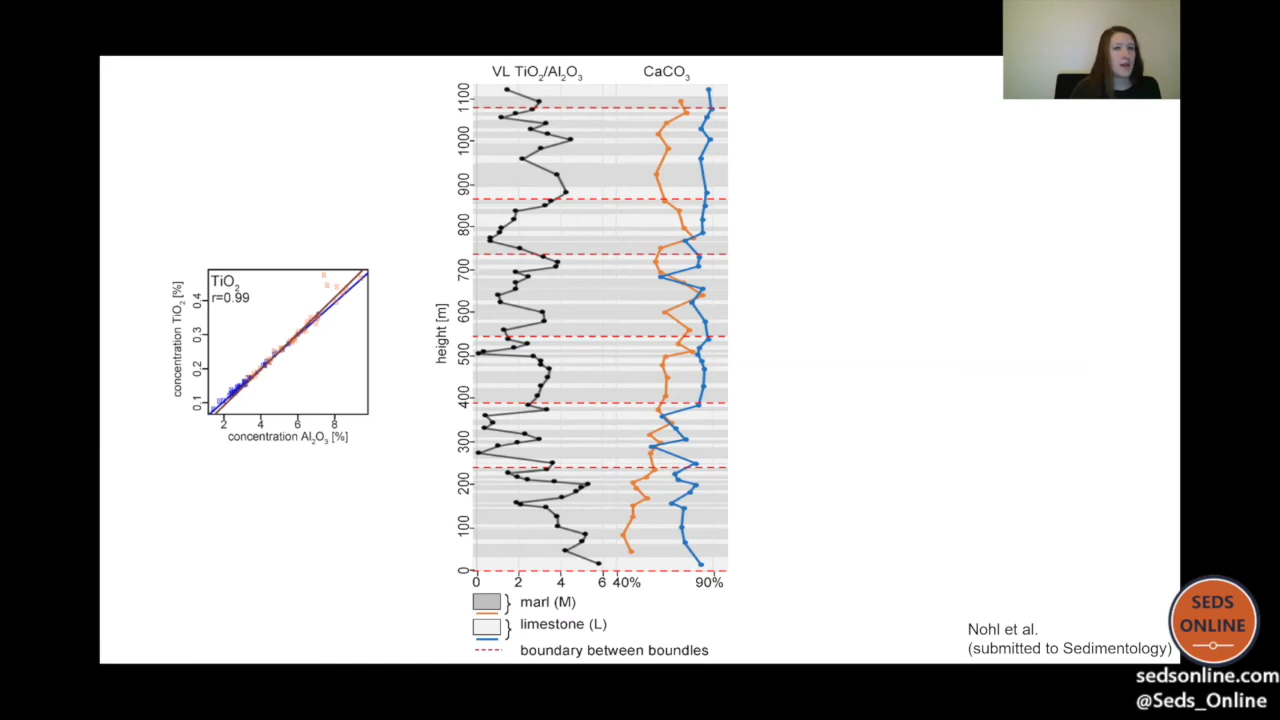 VL TiO₂/Al₂O₃
CaCO₃
1100
1000
900
800
700
600
500
400
300
200
100
0
height [m]
0 2 4 6 40% 90%
TiO₂
r=0.99
concentration TiO₂ [%]
0.4
0.3
0.2
0.1
2 4 6 8
concentration Al₂O₃ [%]
marl (M)
limestone (L)
boundary between boundles
Nohl et al.
(submitted to Sedimentology)
SEDS
ONLINE
sedsonline.com
@Seds_Online